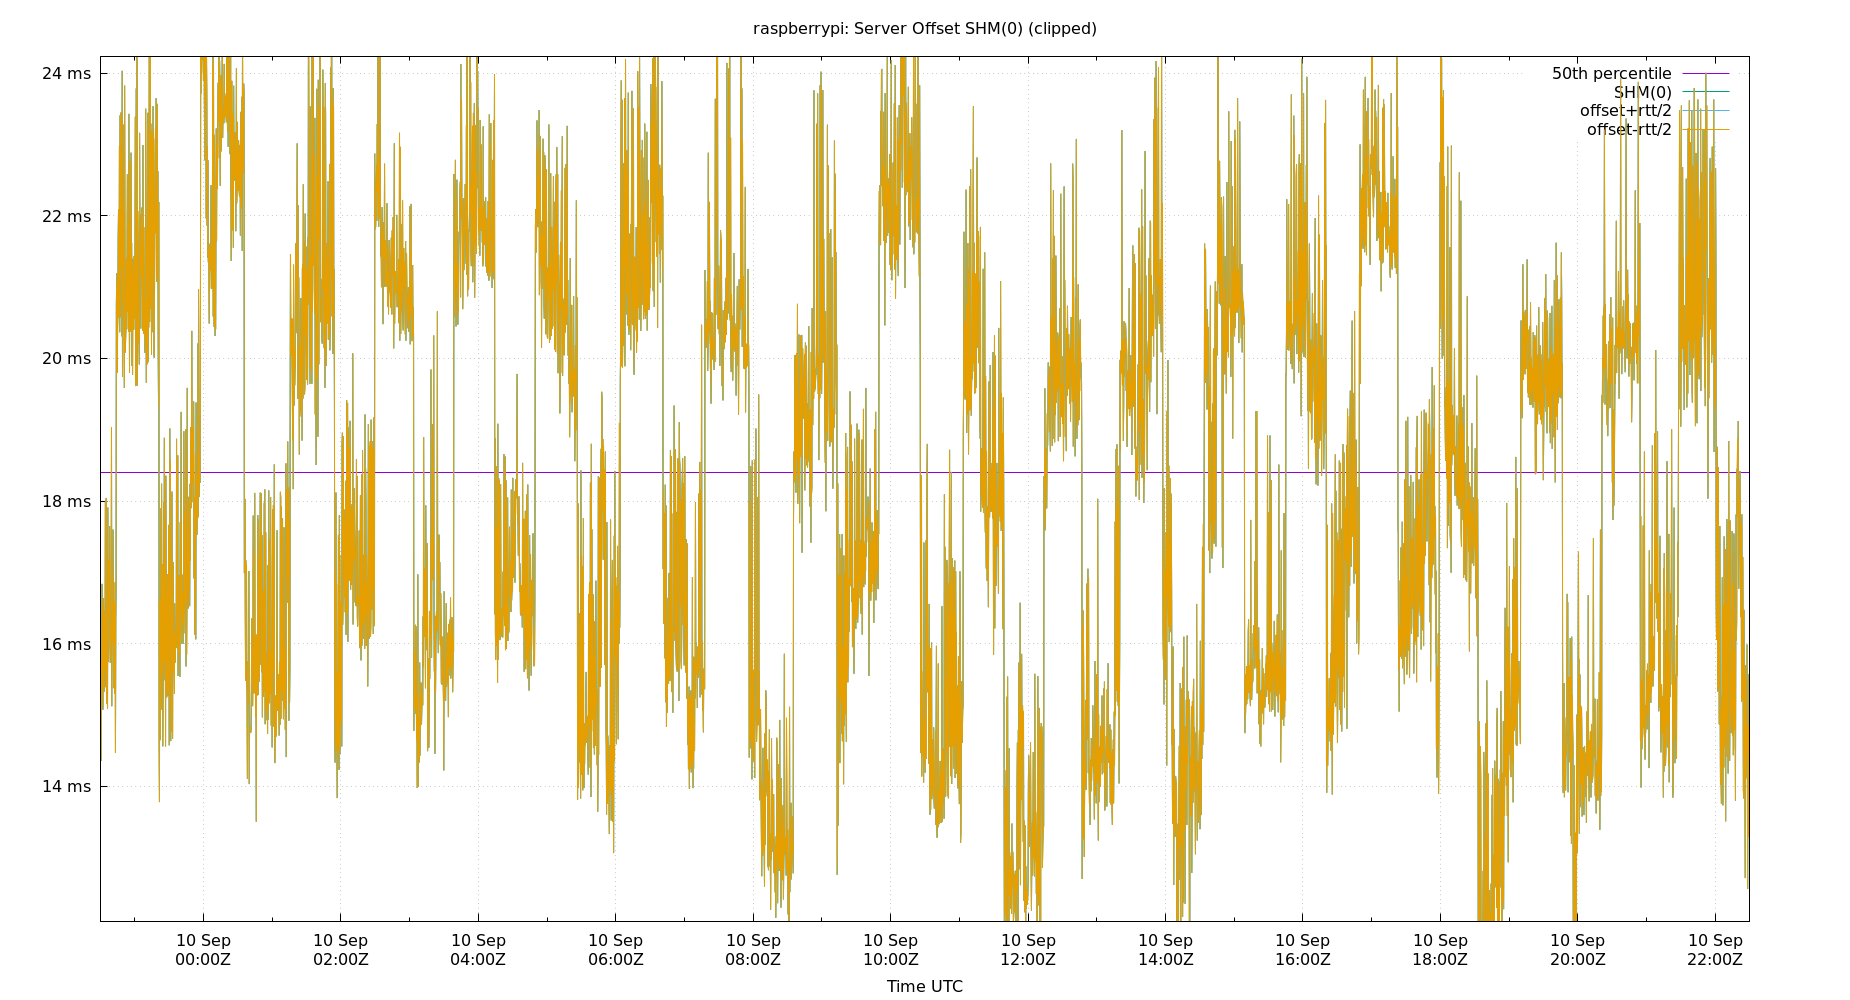 raspberrypi: Server Offset SHM(0) (clipped)
24 ms
22 ms
20 ms
18 ms
16 ms
14 ms
50th percentile
SHM(0)
offset+rtt/2
offset-rtt/2
10 Sep 10 Sep 10 Sep 10 Sep 10 Sep 10 Sep 10 Sep 10 Sep 10 Sep 10 Sep 10 Sep 10 Sep
00:00Z 02:00Z 04:00Z 06:00Z 08:00Z 10:00Z 12:00Z 14:00Z 16:00Z 18:00Z 20:00Z 22:00Z
Time UTC